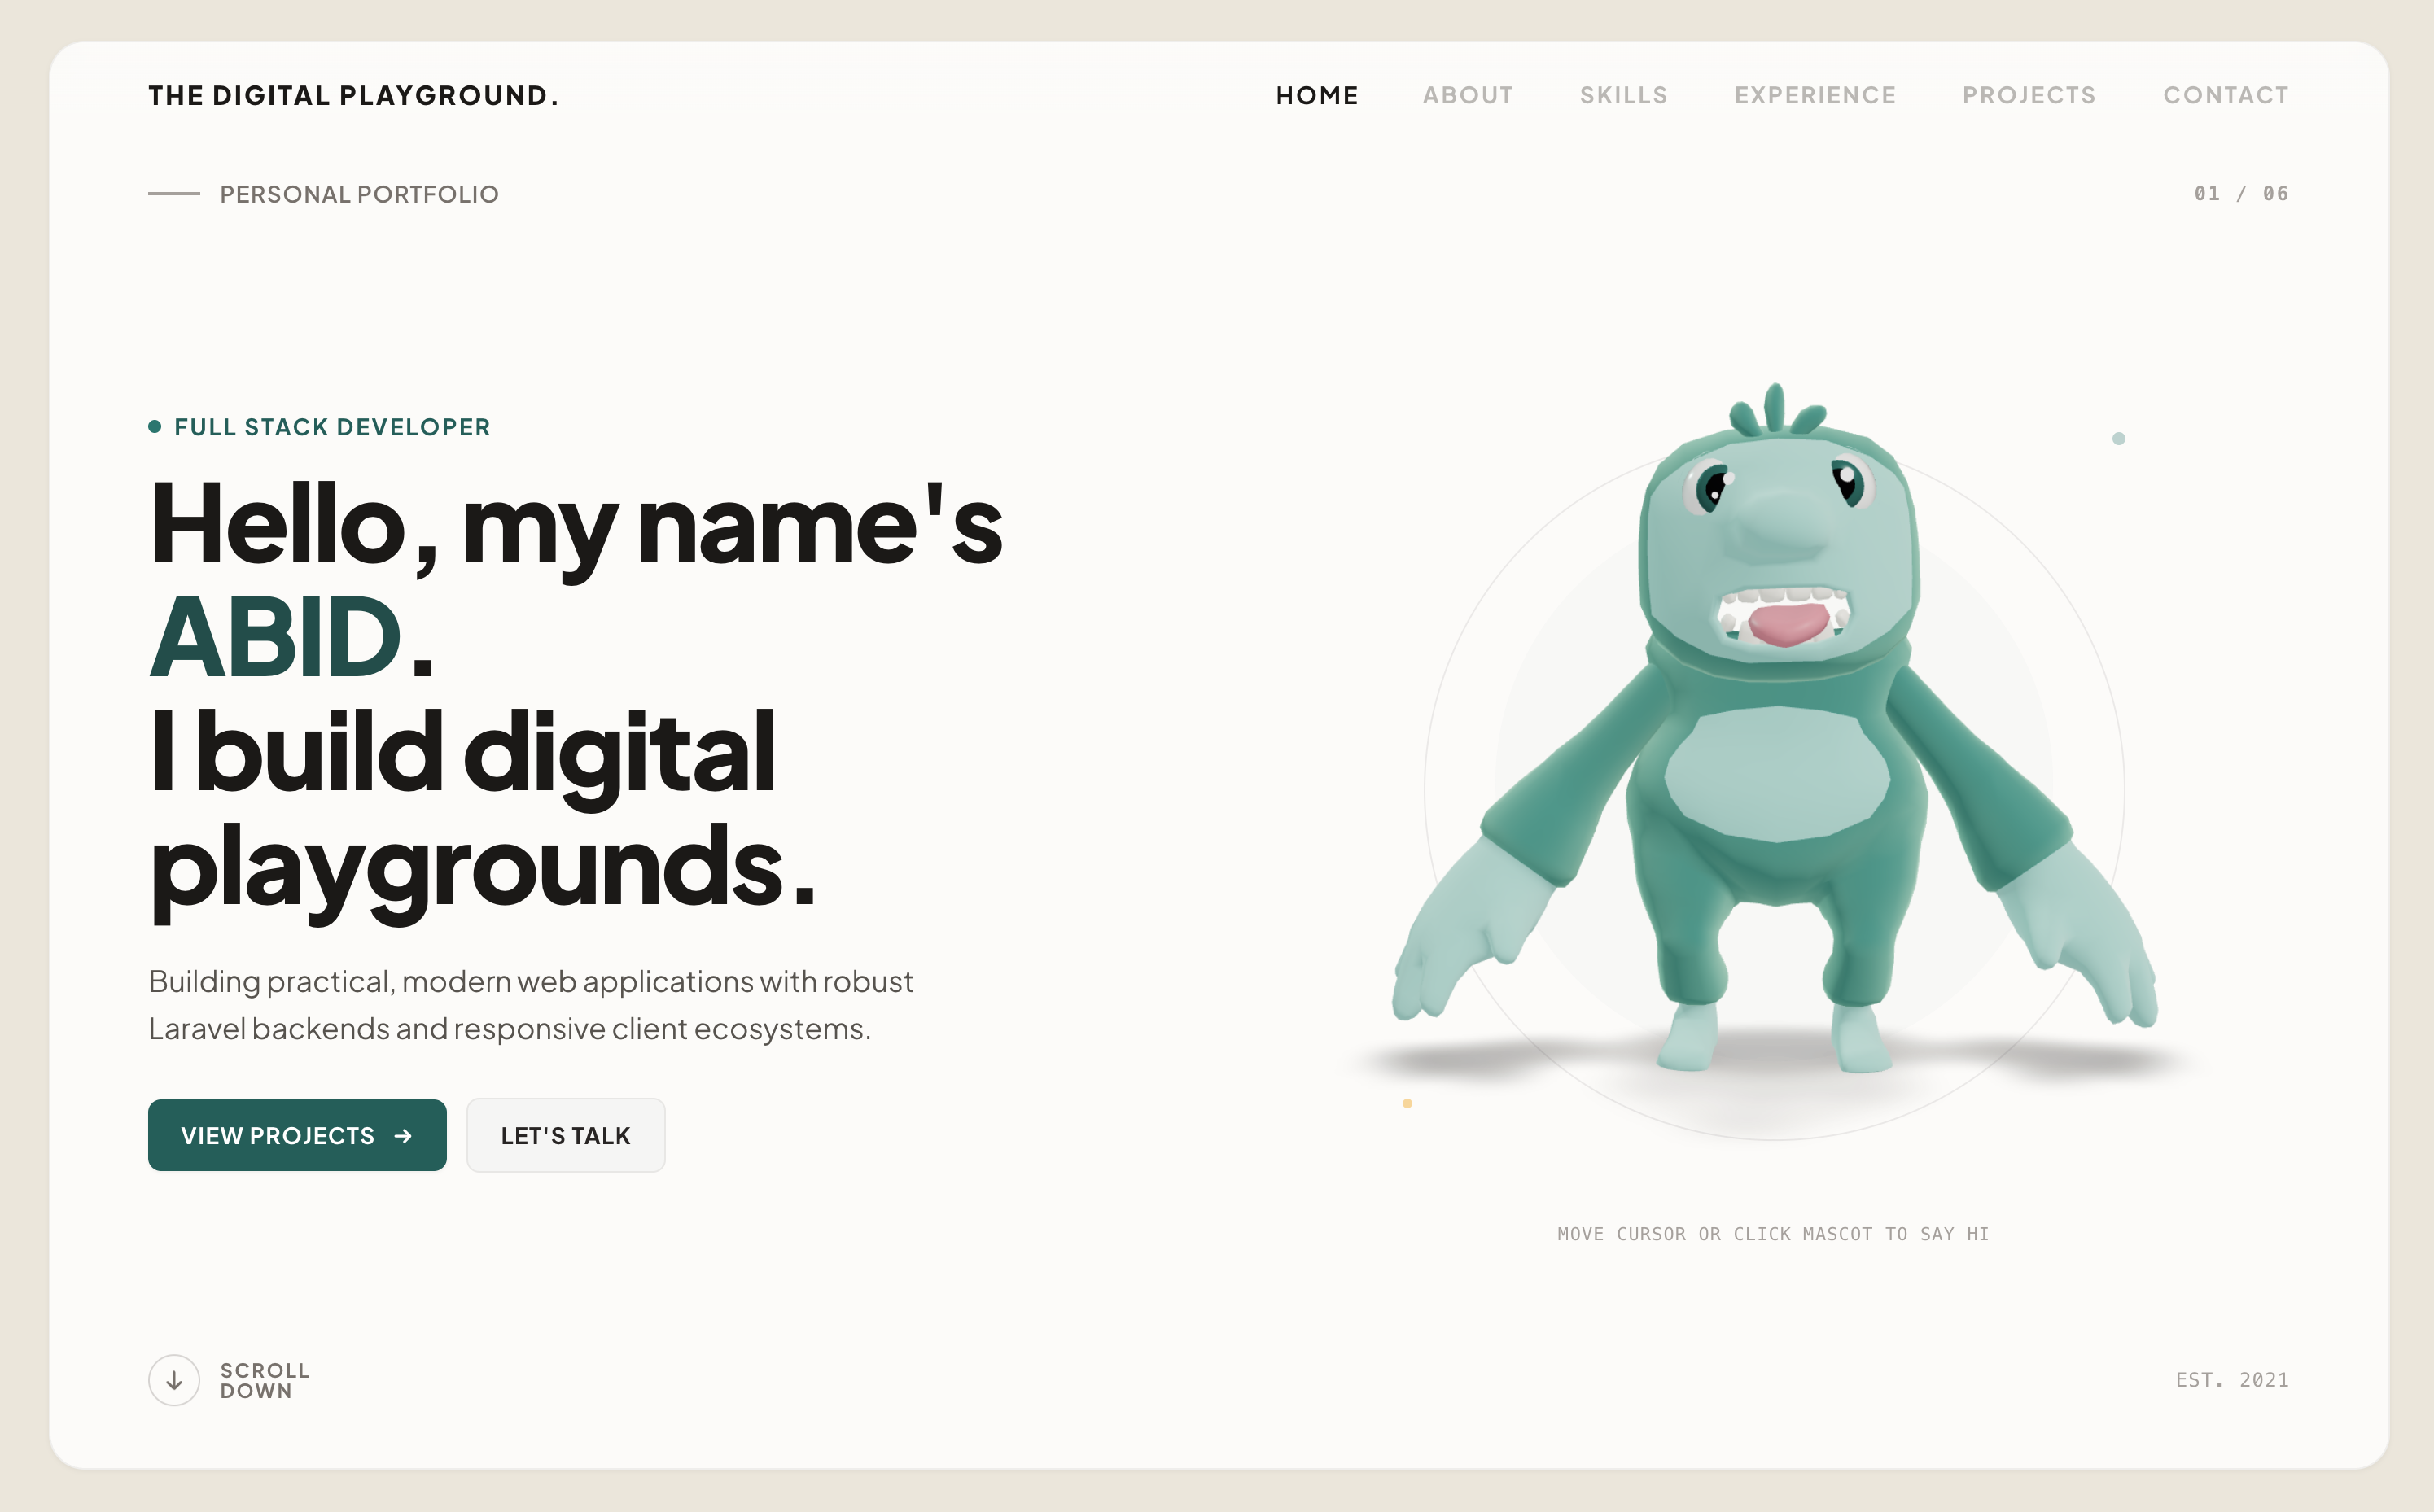 THE DIGITAL PLAYGROUND.
HOME ABOUT SKILLS EXPERIENCE PROJECTS CONTACT
PERSONAL PORTFOLIO
01 / 06
FULL STACK DEVELOPER
Hello, my name's
ABID.
I build digital
playgrounds.
Building practical, modern web applications with robust
Laravel backends and responsive client ecosystems.
VIEW PROJECTS →
LET'S TALK
MOVE CURSOR OR CLICK MASCOT TO SAY HI
SCROLL
DOWN
EST. 2021